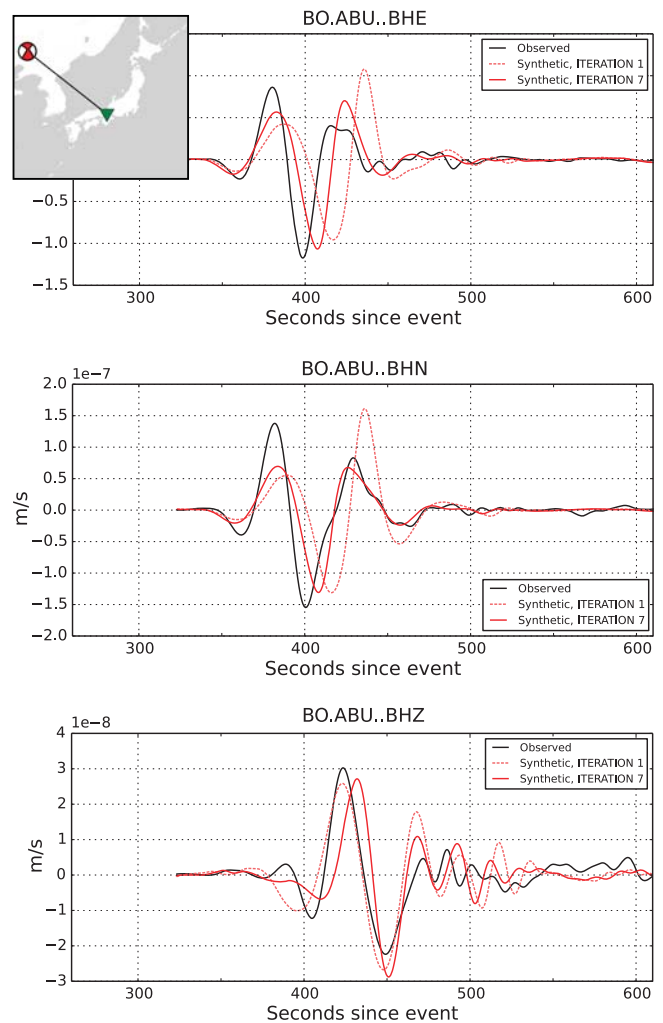 BO.ABU..BHE
Observed
Synthetic, ITERATION 1
Synthetic, ITERATION 7
−0.5
−1.0
−1.5
300 400 500 600
Seconds since event
BO.ABU..BHN
1e-7
2.0
1.5
1.0
0.5
0.0
−0.5
−1.0
−1.5
−2.0
m/s
Observed
Synthetic, ITERATION 1
Synthetic, ITERATION 7
300 400 500 600
Seconds since event
BO.ABU..BHZ
1e-8
4
3
2
1
0
−1
−2
−3
m/s
Observed
Synthetic, ITERATION 1
Synthetic, ITERATION 7
300 400 500 600
Seconds since event